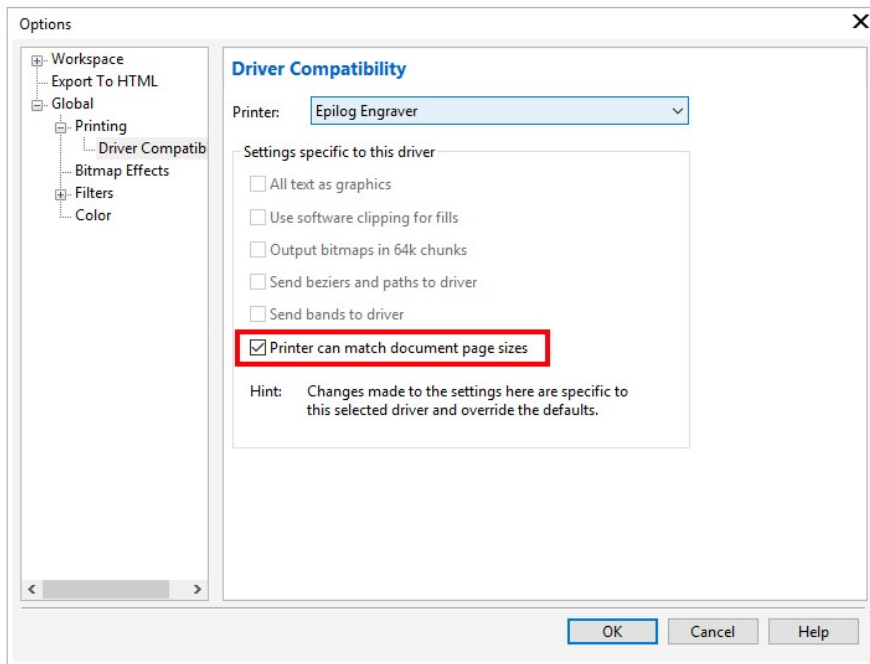 Options
Workspace
Export To HTML
Global
Printing
Driver Compatib
Bitmap Effects
Filters
Color
Driver Compatibility
Printer: Epilog Engraver
Settings specific to this driver
All text as graphics
Use software clipping for fills
Output bitmaps in 64k chunks
Send beziers and paths to driver
Send bands to driver
Printer can match document page sizes
Hint: Changes made to the settings here are specific to
this selected driver and override the defaults.
OK Cancel Help